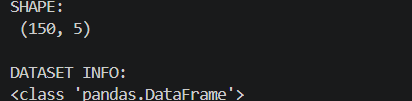 SHAPE:
(150, 5)
DATASET INFO:
<class 'pandas.DataFrame'>